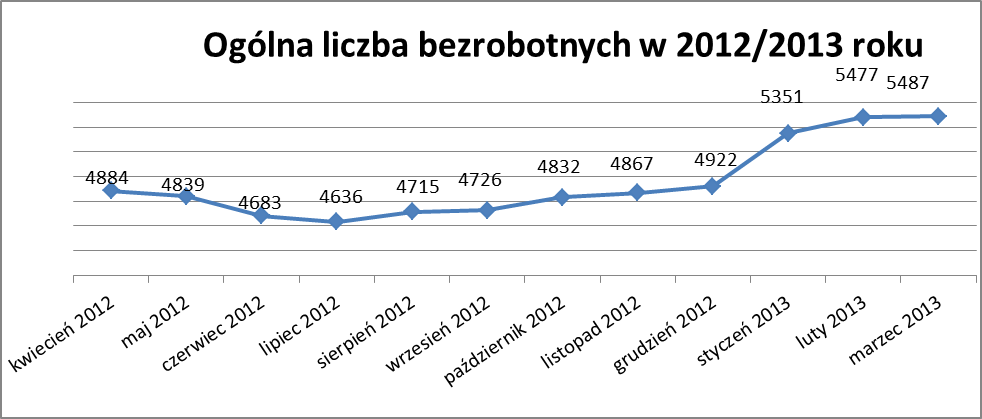 Ogólna liczba bezrobotnych w 2012/2013 roku
4884
4839
4683
4636
4715
4726
4832
4867
4922
5351
5477
5487
kwiecień 2012
maj 2012
czerwiec 2012
lipiec 2012
sierpień 2012
wrzesień 2012
październik 2012
listopad 2012
grudzień 2012
styczeń 2013
luty 2013
marzec 2013